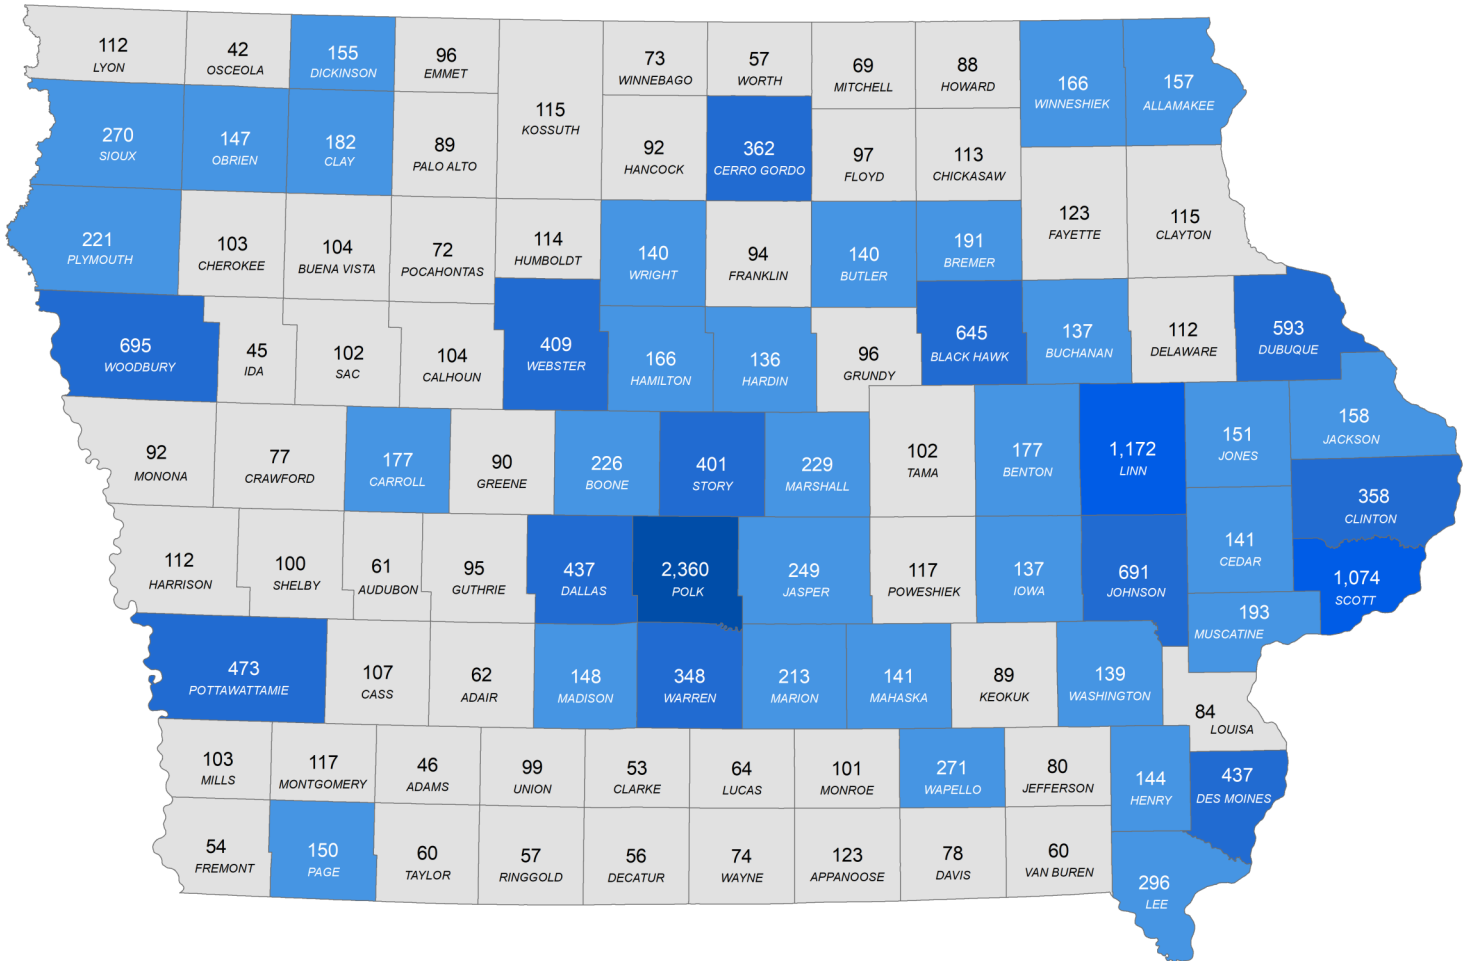 112
LYON
42
OSCEOLA
155
DICKINSON
96
EMMET
115
KOSSUTH
73
WINNEBAGO
57
WORTH
69
MITCHELL
88
HOWARD
166
WINNESHIEK
157
ALLAMAKEE
270
SIOUX
147
OBRIEN
182
CLAY
89
PALO ALTO
92
HANCOCK
362
CERRO GORDO
97
FLOYD
113
CHICKASAW
221
PLYMOUTH
103
CHEROKEE
104
BUENA VISTA
72
POCAHONTAS
114
HUMBOLDT
140
WRIGHT
94
FRANKLIN
140
BUTLER
191
BREMER
123
FAYETTE
115
CLAYTON
695
WOODBURY
45
IDA
102
SAC
104
CALHOUN
409
WEBSTER
166
HAMILTON
136
HARDIN
96
GRUNDY
645
BLACK HAWK
137
BUCHANAN
112
DELAWARE
593
DUBUQUE
92
MONONA
77
CRAWFORD
177
CARROLL
90
GREENE
226
BOONE
401
STORY
229
MARSHALL
102
TAMA
177
BENTON
1,172
LINN
151
JONES
158
JACKSON
358
CLINTON
112
HARRISON
100
SHELBY
61
AUDUBON
95
GUTHRIE
437
DALLAS
2,360
POLK
249
JASPER
117
POWESHIEK
137
IOWA
691
JOHNSON
141
CEDAR
1,074
SCOTT
193
MUSCATINE
473
POTTAWATTAMIE
107
CASS
62
ADAIR
148
MADISON
348
WARREN
213
MARION
141
MAHASKA
89
KEOKUK
139
WASHINGTON
84
LOUISA
103
MILLS
117
MONTGOMERY
46
ADAMS
99
UNION
53
CLARKE
64
LUCAS
101
MONROE
271
WAPELLO
80
JEFFERSON
144
HENRY
437
DES MOINES
54
FREMONT
150
PAGE
60
TAYLOR
57
RINGGOLD
56
DECATUR
74
WAYNE
123
APPANOOSE
78
DAVIS
60
VAN BUREN
296
LEE